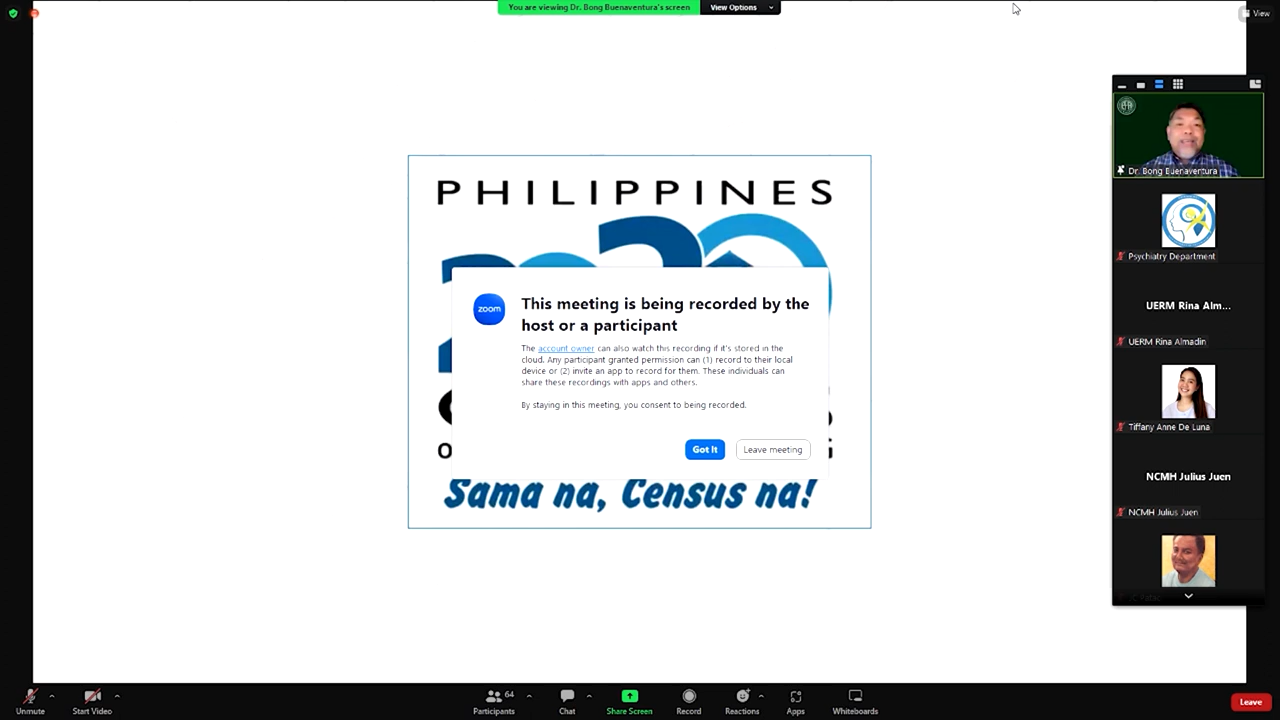 You are viewing Dr. Bong Buenaventura's screen
View Options
View
PHILIPPINES
zoom
This meeting is being recorded by the
host or a participant
The account owner can also watch this recording if it's stored in the
cloud. Any participant granted permission can (1) record to their local
device or (2) invite an app to record for them. These individuals can
share these recordings with apps and others.
By staying in this meeting, you consent to being recorded.
Got It
Leave meeting
Sama na, Census na!
Dr. Bong Buenaventura
Psychiatry Department
UERM Rina Alm...
UERM Rina Almadin
Tiffany Anne De Luna
NCMH Julius Juen
NCMH Julius Juen
Unmute
Start Video
64
Participants
Chat
Share Screen
Record
Reactions
Apps
Whiteboards
Leave